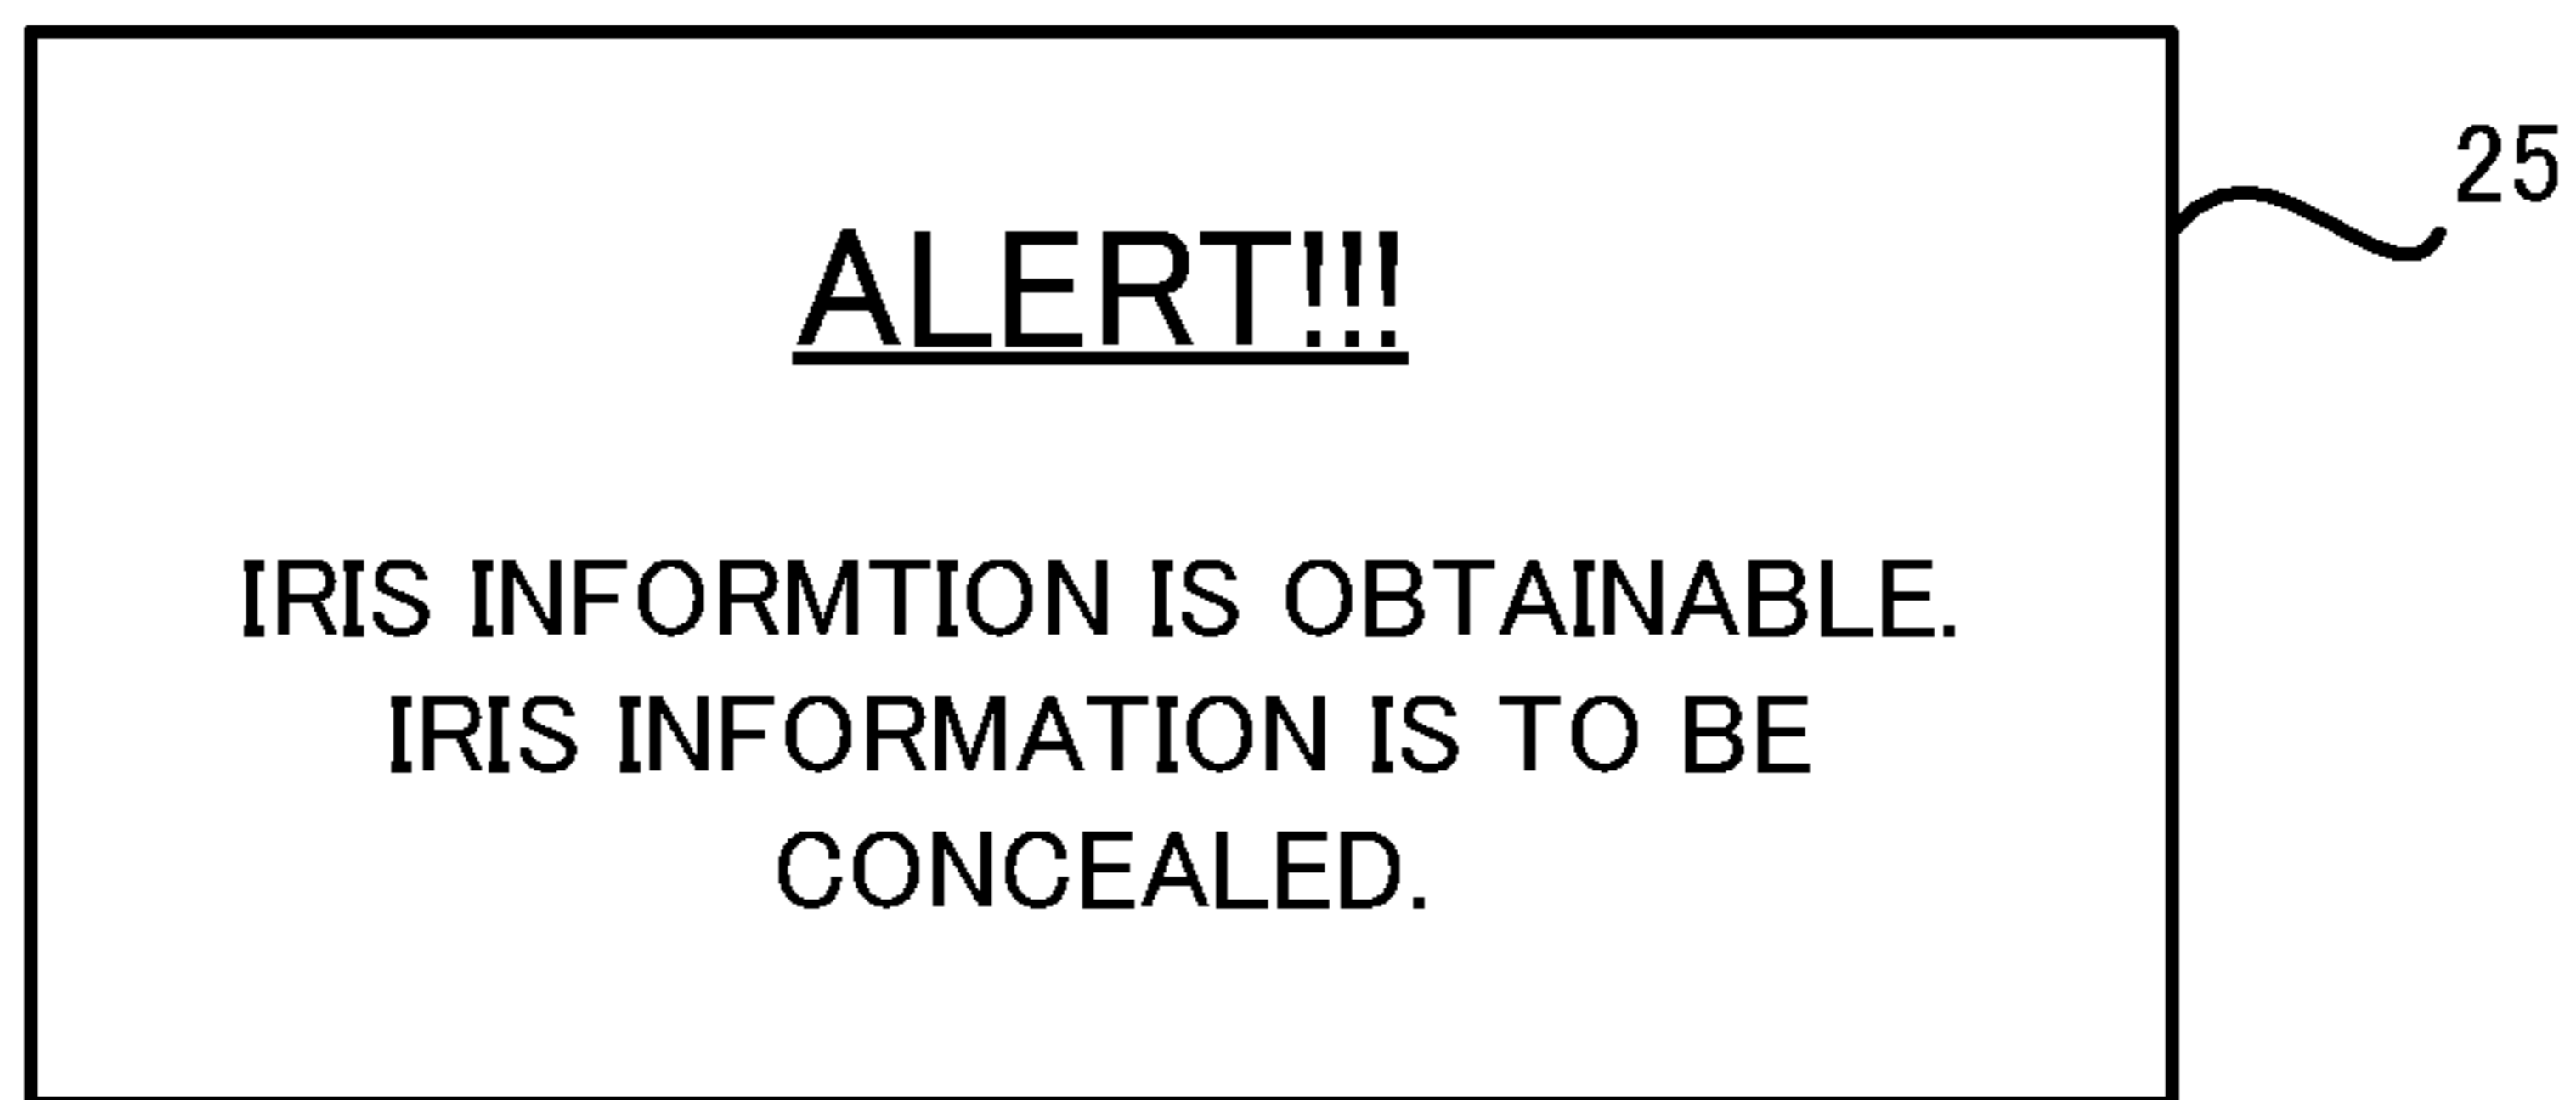 25
ALERT!!!
IRIS INFORMTION IS OBTAINABLE.
IRIS INFORMATION IS TO BE
CONCEALED.